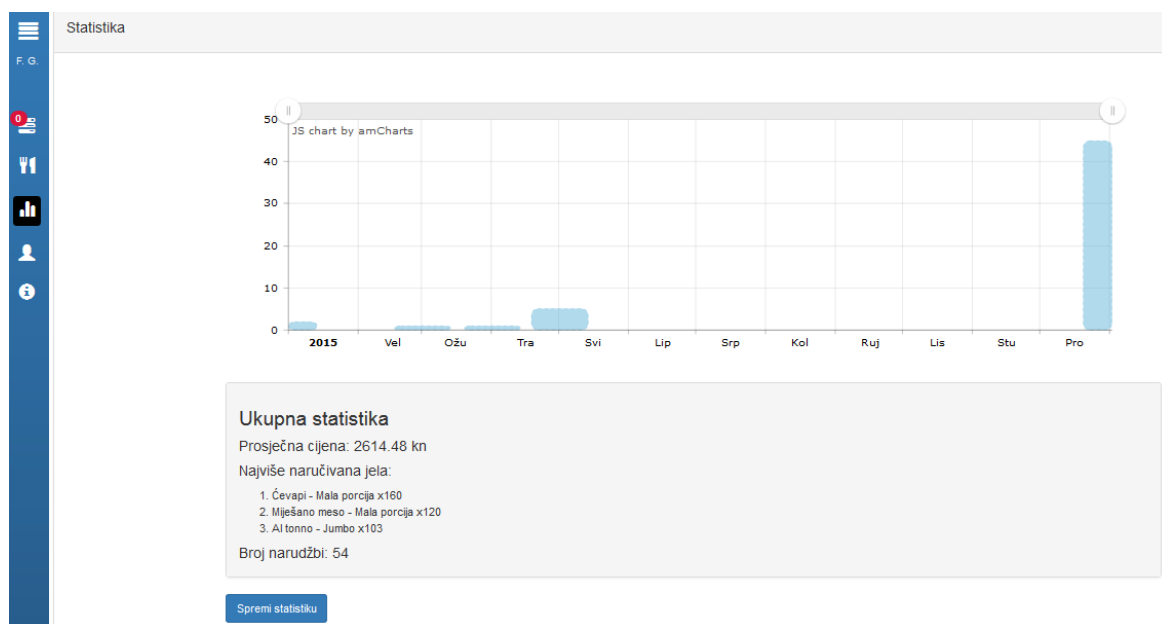 Statistika
F. G.
0
50
JS chart by amCharts
40
30
20
10
0
2015 Vel Ožu Tra Svi Lip Srp Kol Ruj Lis Stu Pro
Ukupna statistika
Prosječna cijena: 2614.48 kn
Najviše naručivana jela:
1. Ćevapi - Mala porcija x160
2. Miješano meso - Mala porcija x120
3. Al tonno - Jumbo x103
Broj narudžbi: 54
Spremi statistiku